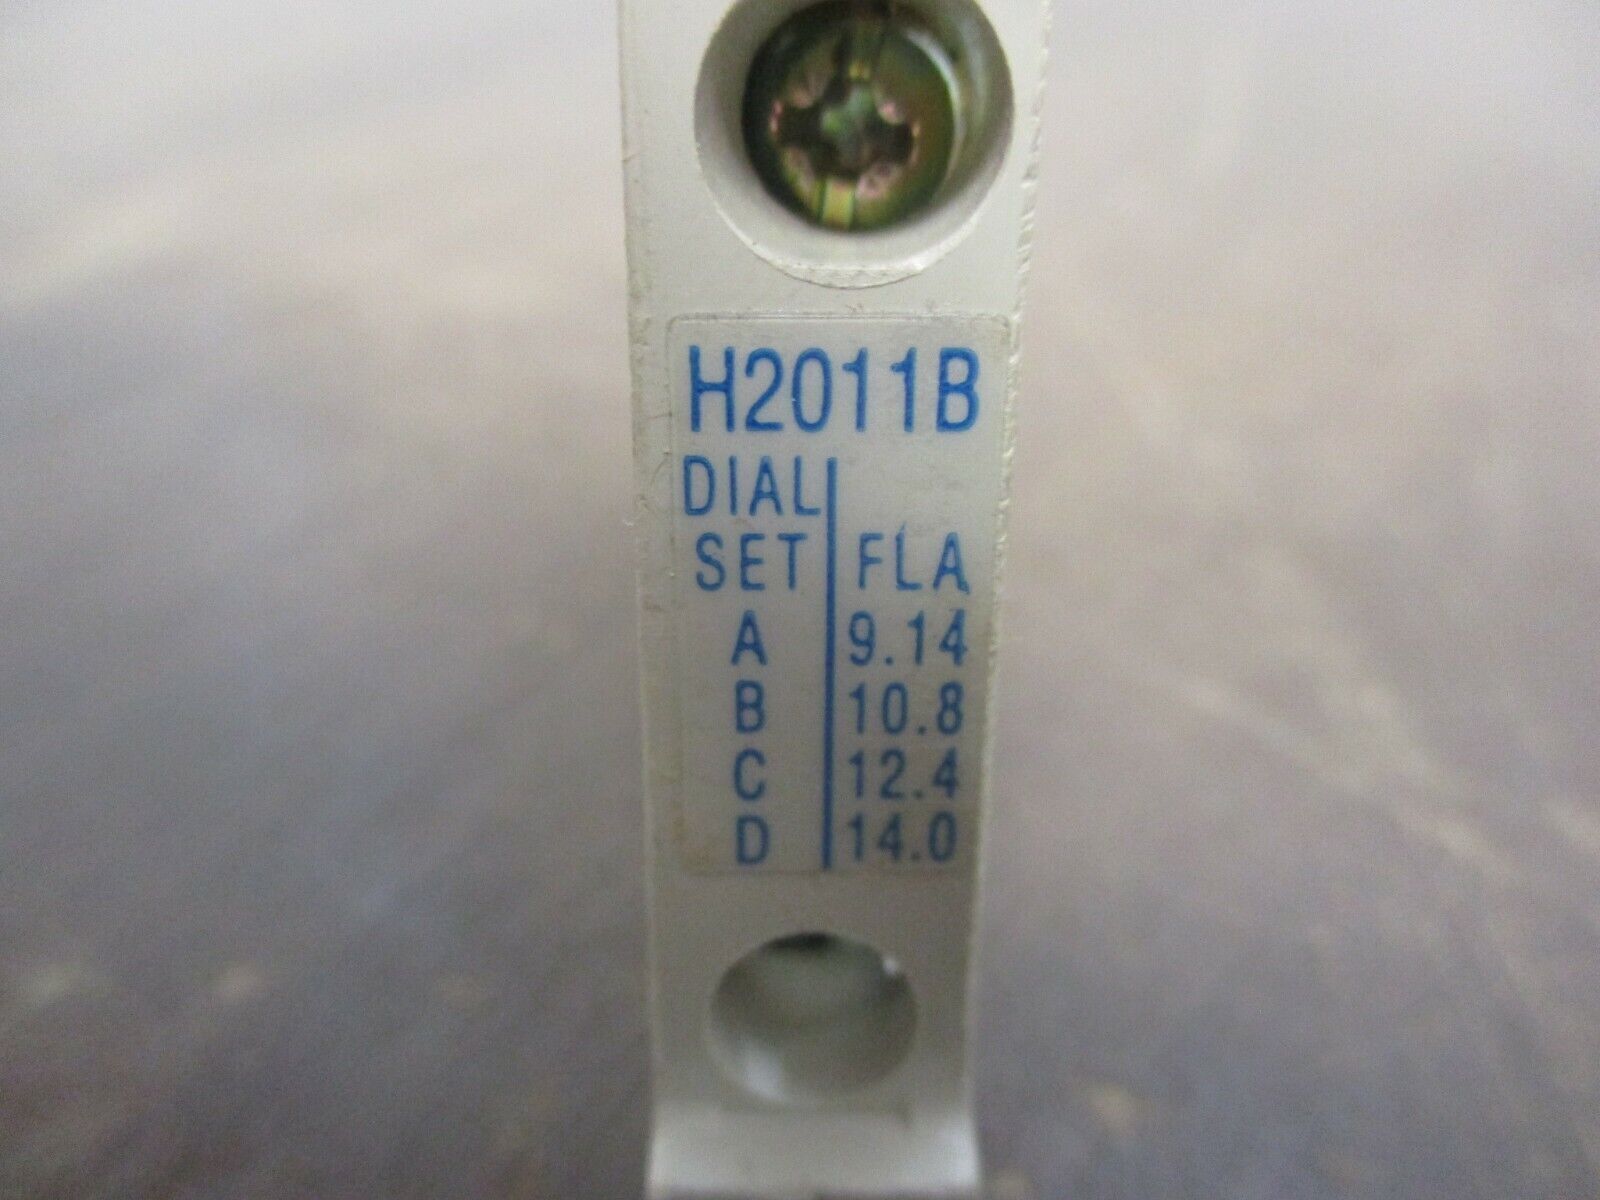 H2011B
DIAL
SET FLA
A 9.14
B 10.8
C 12.4
D 14.0